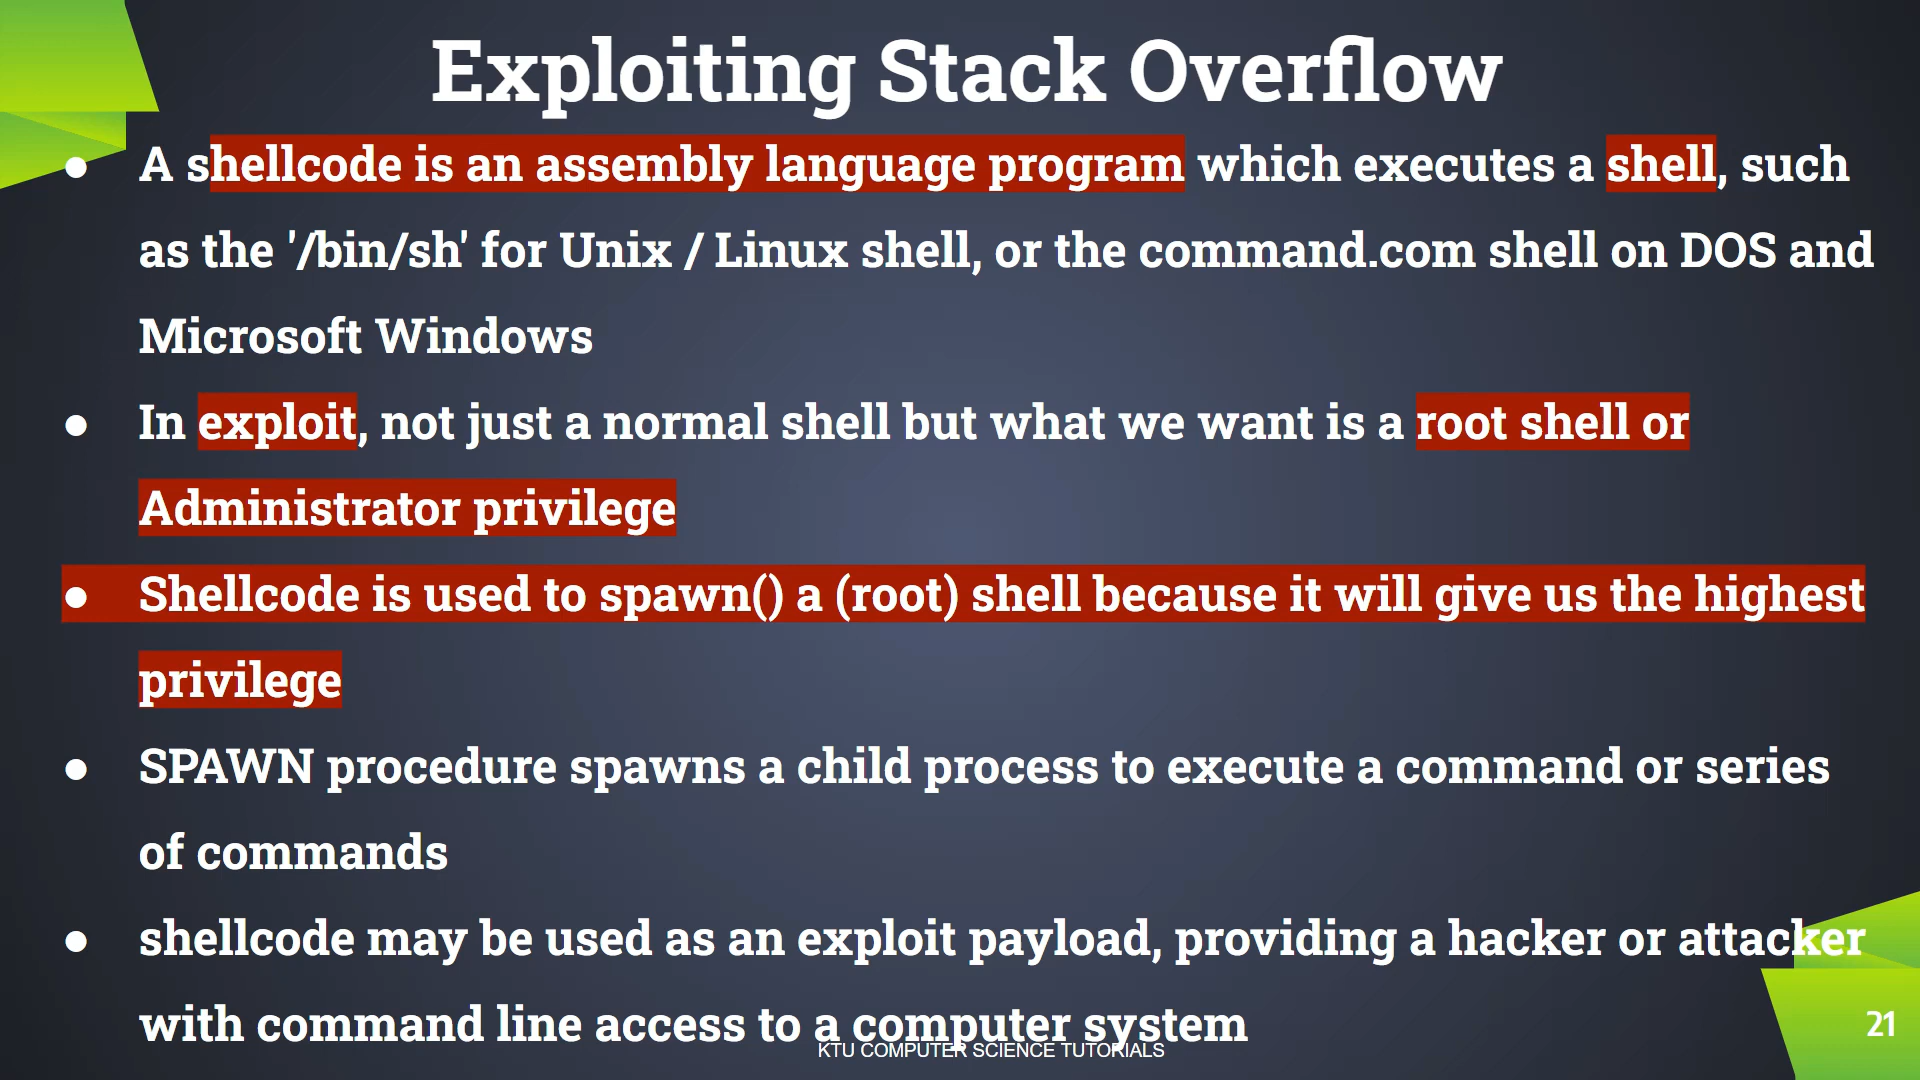 Exploiting Stack Overflow
● A shellcode is an assembly language program which executes a shell, such
as the '/bin/sh' for Unix / Linux shell, or the command.com shell on DOS and
Microsoft Windows
● In exploit, not just a normal shell but what we want is a root shell or
Administrator privilege
● Shellcode is used to spawn() a (root) shell because it will give us the highest
privilege
● SPAWN procedure spawns a child process to execute a command or series
of commands
● shellcode may be used as an exploit payload, providing a hacker or attacker
with command line access to a computer system
21
KTU COMPUTER SCIENCE TUTORIALS